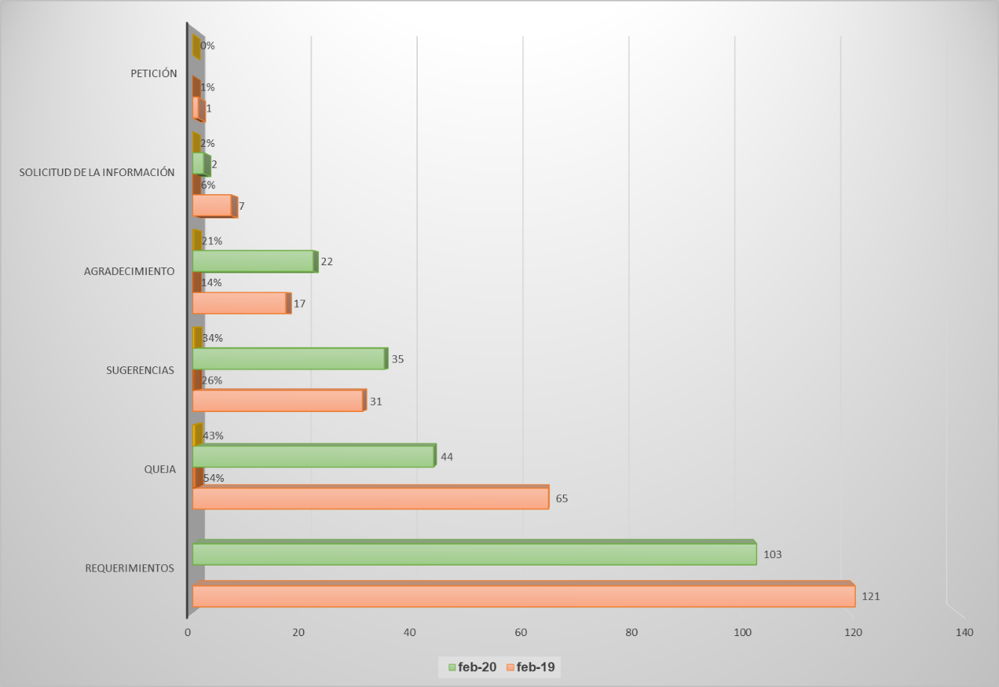 0%
PETICIÓN
1%
1
2%
2
SOLICITUD DE LA INFORMACIÓN
6%
7
21%
22
AGRADECIMIENTO
14%
17
34%
35
SUGERENCIAS
26%
31
43%
44
QUEJA
54%
65
103
REQUERIMIENTOS
121
0 20 40 60 80 100 120 140
feb-20 feb-19